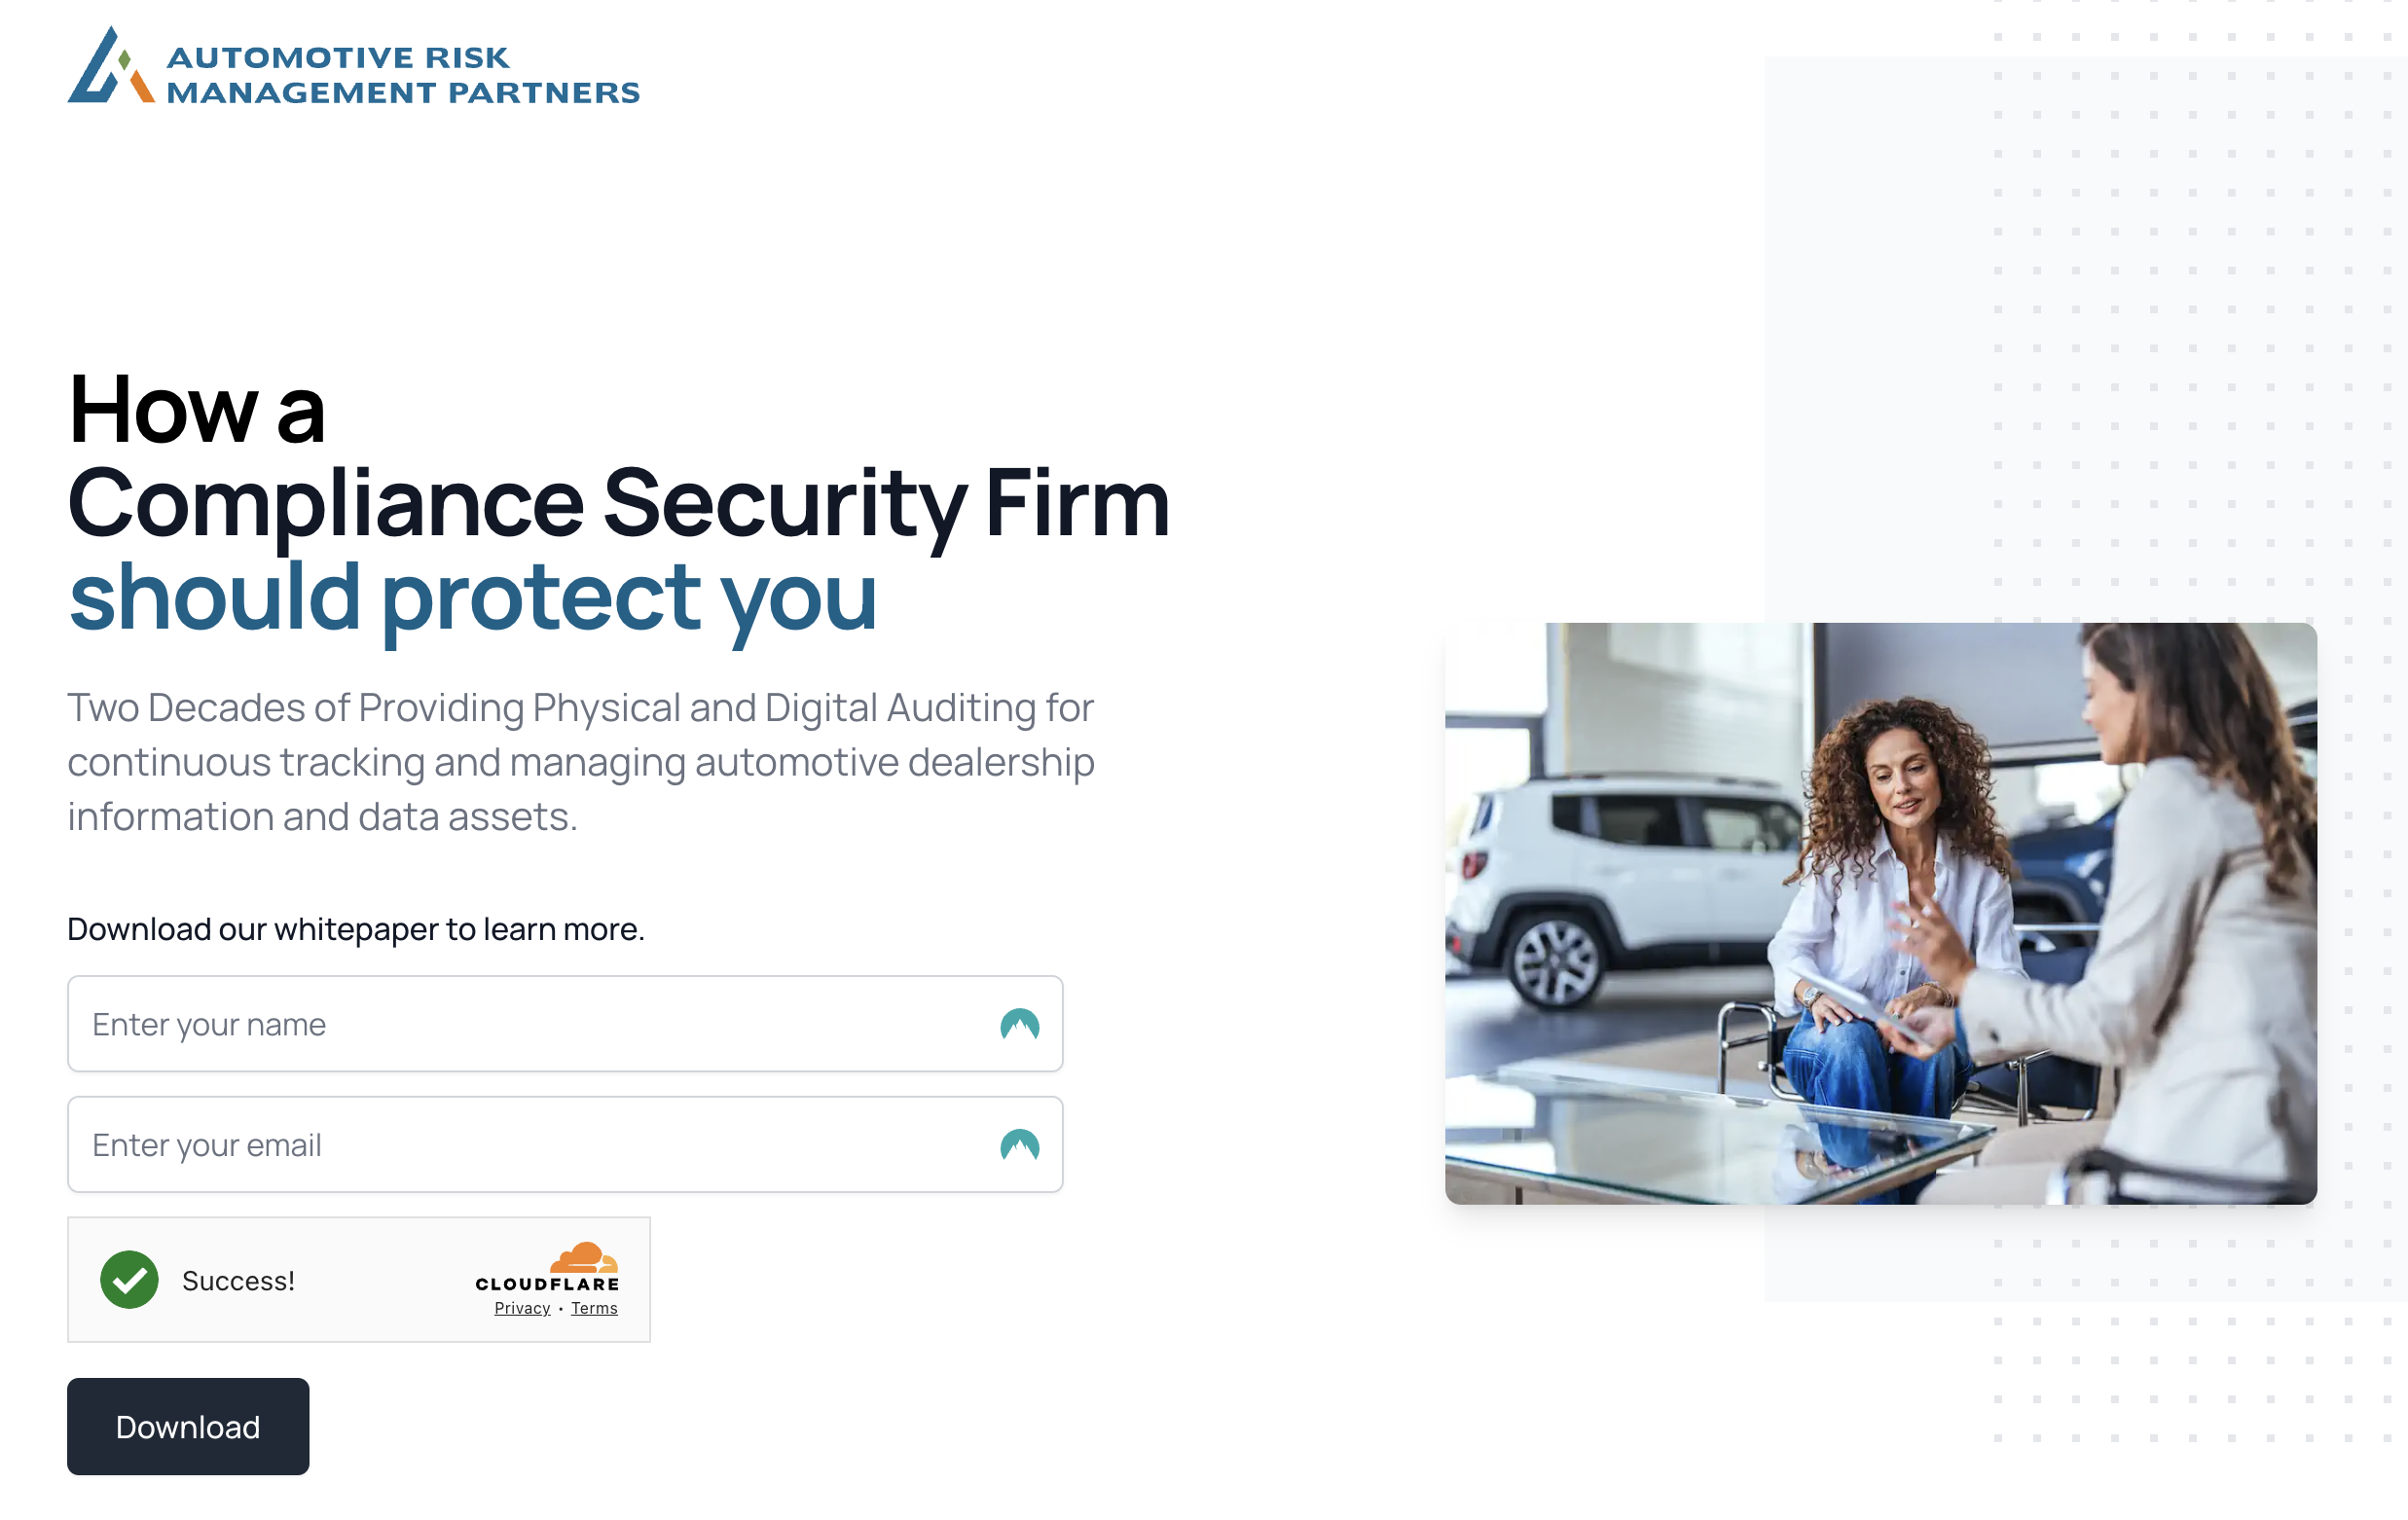 AUTOMOTIVE RISK
MANAGEMENT PARTNERS
How a
Compliance Security Firm
should protect you
Two Decades of Providing Physical and Digital Auditing for
continuous tracking and managing automotive dealership
information and data assets.
Download our whitepaper to learn more.
Enter your name
Enter your email
Success!
CLOUDFLARE
Privacy • Terms
Download